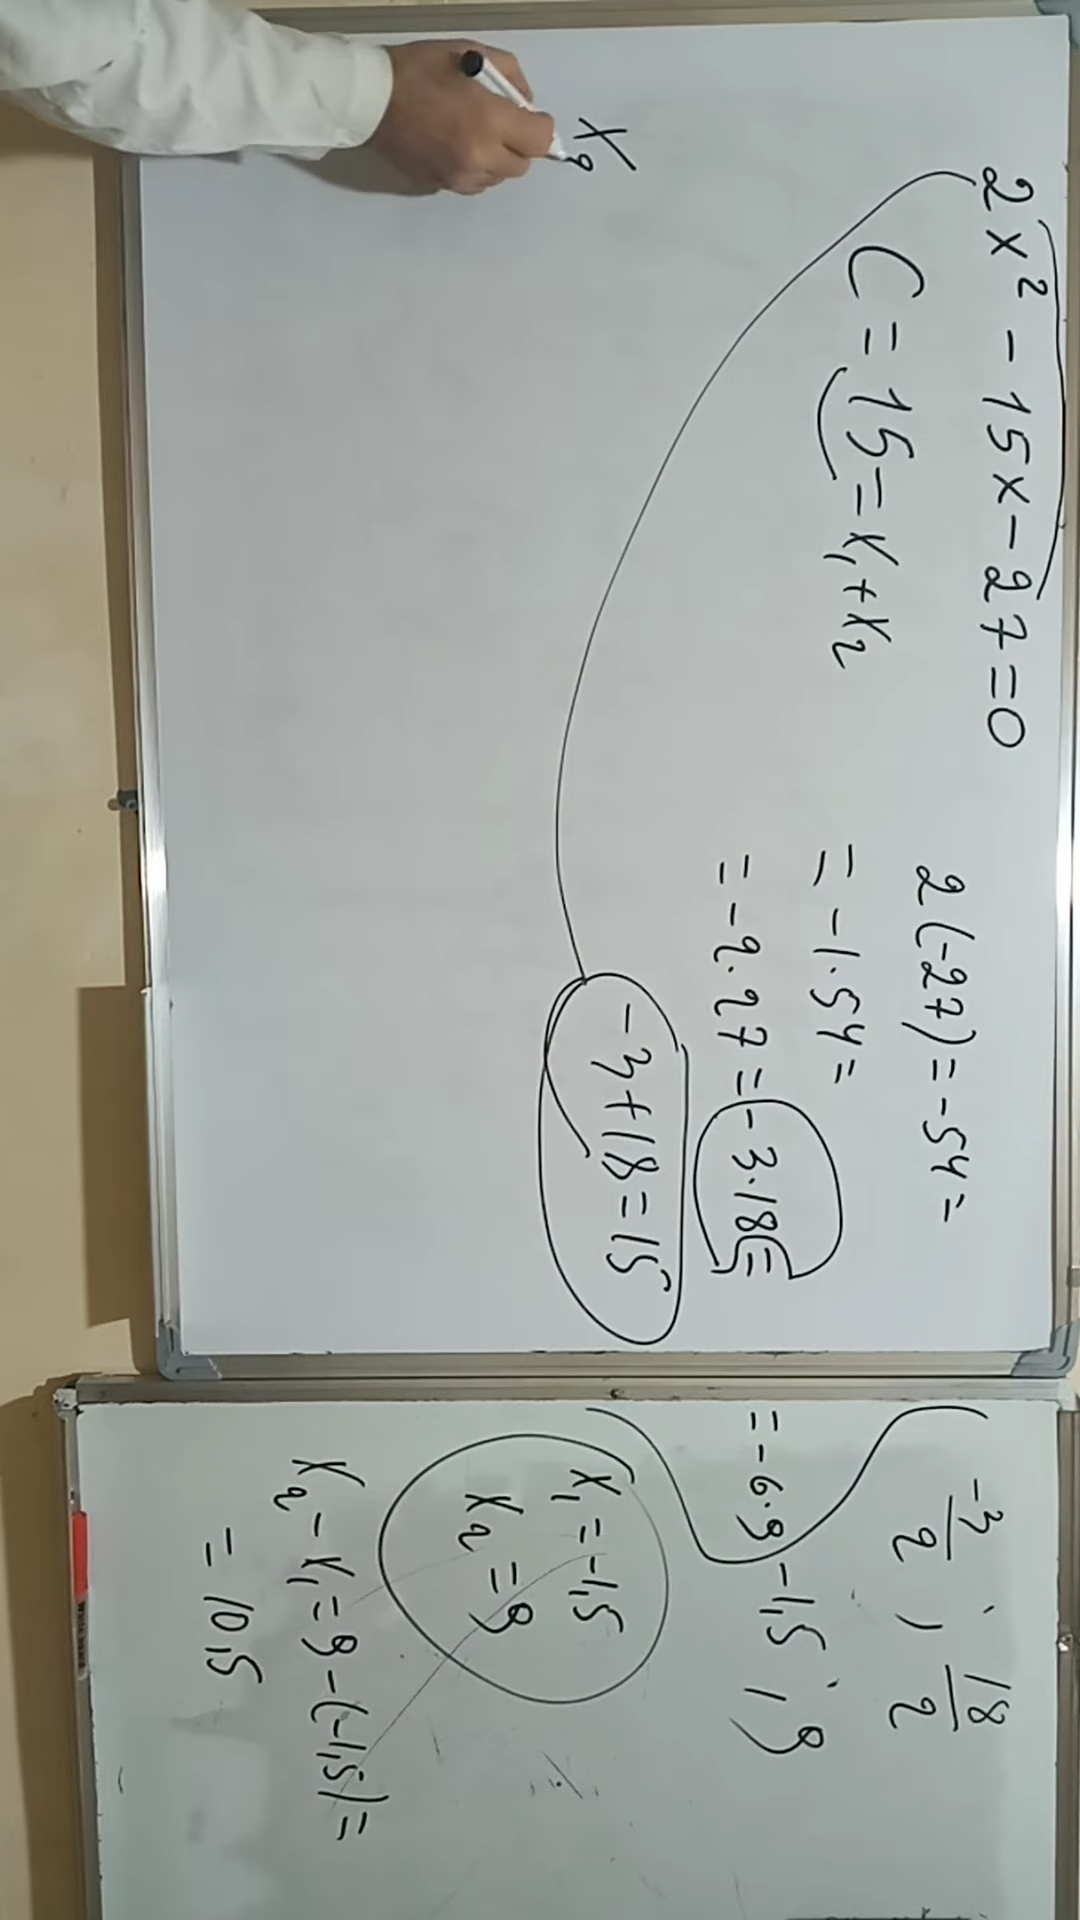 2x² - 15x - 27 = 0
C = 15 = x₁ + x₂
x₂
2(-27) = -54 =
= -1·54 =
= -2·27 = -3·18 =
-3 + 18 = 15
= -6·9
-3/2 ; 18/2
-1,5 ; 9
x₁ = -1,5
x₂ = 9
x₂ - x₁ = 9 - (-1,5) =
= 10,5